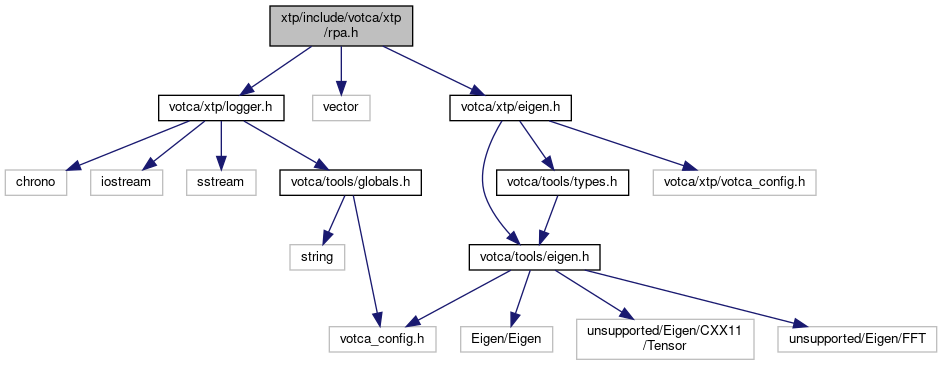 xtp/include/votca/xtp
/rpa.h
votca/xtp/logger.h
vector
votca/xtp/eigen.h
chrono
iostream
sstream
votca/tools/globals.h
votca/tools/types.h
votca/xtp/votca_config.h
string
votca/tools/eigen.h
votca_config.h
Eigen/Eigen
unsupported/Eigen/CXX11
/Tensor
unsupported/Eigen/FFT